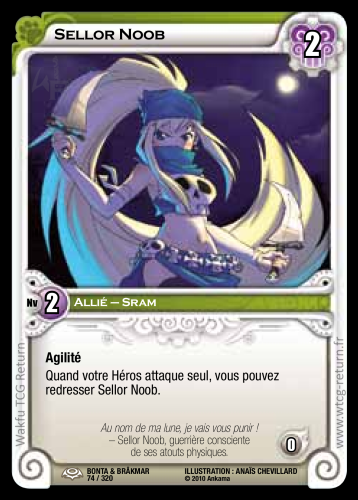 Sellor Noob
2
Nv 2 Allié – Sram
Agilité
Quand votre Héros attaque seul, vous pouvez
redresser Sellor Noob.
Au nom de ma lune, je vais vous punir !
– Sellor Noob, guerrière consciente
de ses atouts physiques.
0
Bonta & Brâkmar
74 / 320
Illustration : Anaïs Chevillard
© 2010 Ankama
Wakfu TCG Return
www.wtcg-return.fr